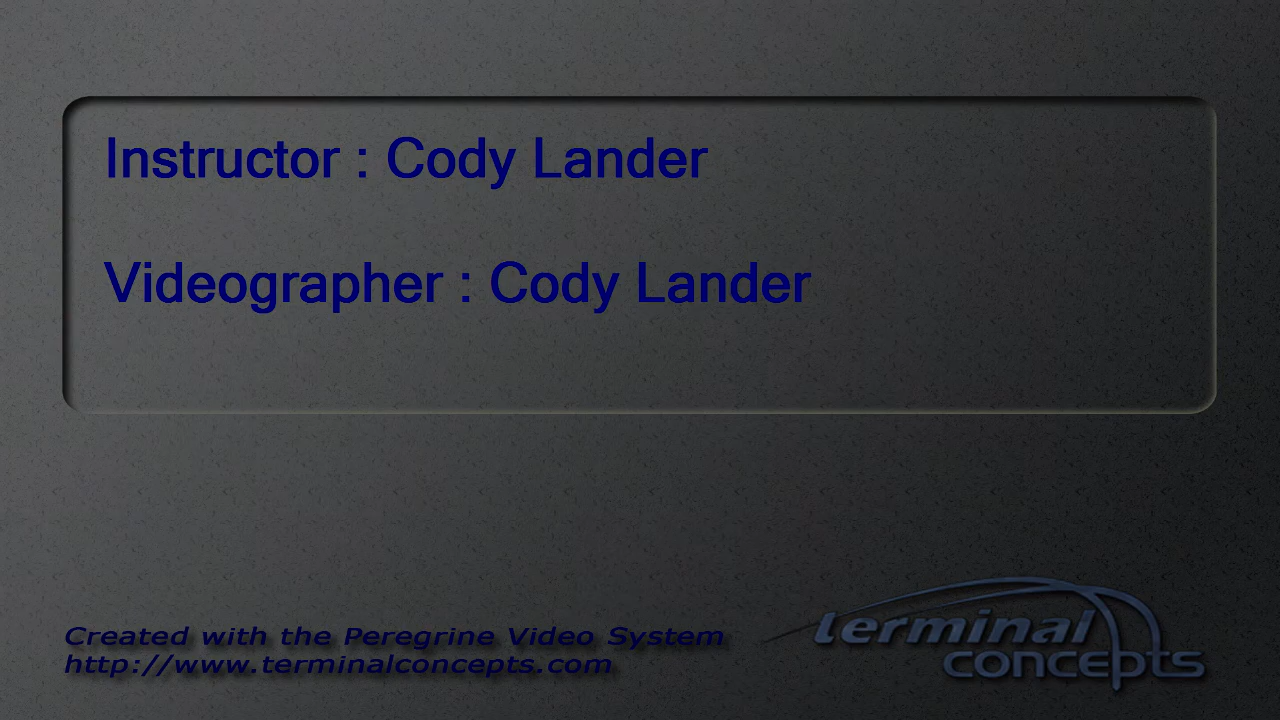 Instructor : Cody Lander
Videographer : Cody Lander
Created with the Peregrine Video System
http://www.terminalconcepts.com
terminal
concepts